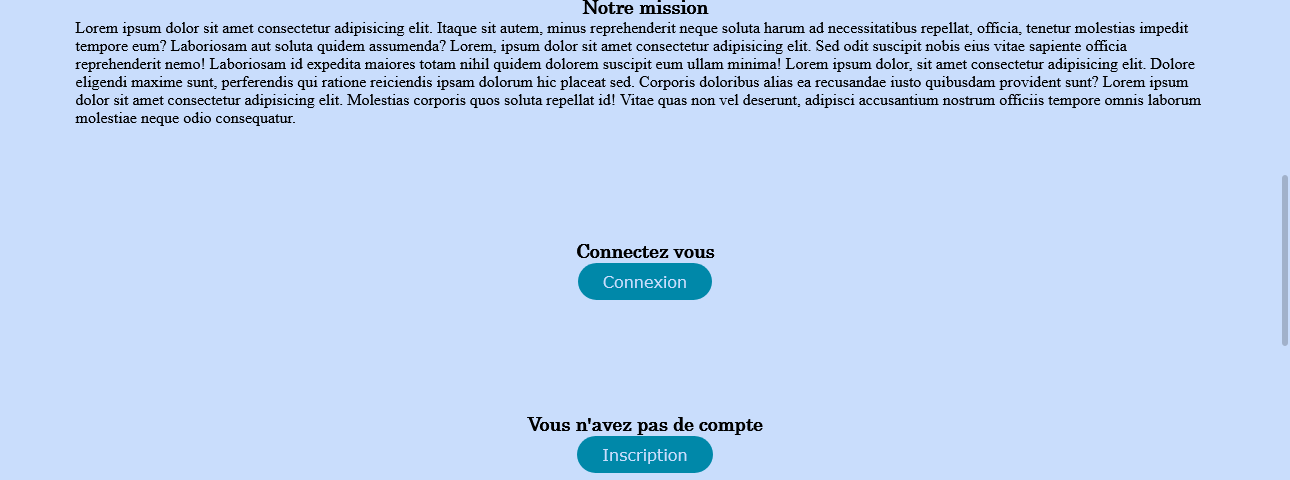 Notre mission
Lorem ipsum dolor sit amet consectetur adipisicing elit. Itaque sit autem, minus reprehenderit neque soluta harum ad necessitatibus repellat, officia, tenetur molestias impedit
tempore eum? Laboriosam aut soluta quidem assumenda? Lorem, ipsum dolor sit amet consectetur adipisicing elit. Sed odit suscipit nobis eius vitae sapiente officia
reprehenderit nemo! Laboriosam id expedita maiores totam nihil quidem dolorem suscipit eum ullam minima! Lorem ipsum dolor, sit amet consectetur adipisicing elit. Dolore
eligendi maxime sunt, perferendis qui ratione reiciendis ipsam dolorum hic placeat sed. Corporis doloribus alias ea recusandae iusto quibusdam provident sunt? Lorem ipsum
dolor sit amet consectetur adipisicing elit. Molestias corporis quos soluta repellat id! Vitae quas non vel deserunt, adipisci accusantium nostrum officiis tempore omnis laborum
molestiae neque odio consequatur.
Connectez vous
Connexion
Vous n'avez pas de compte
Inscription